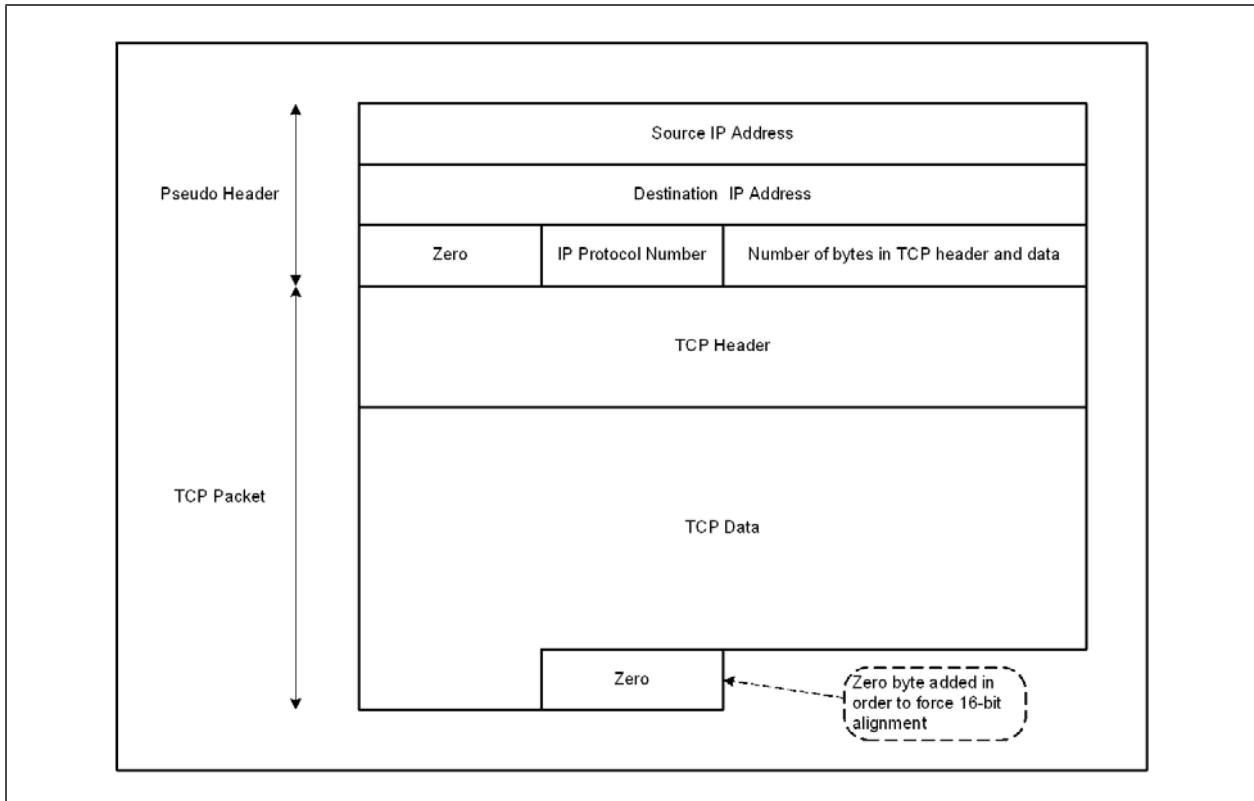 Source IP Address
Pseudo Header
Destination IP Address
Zero
IP Protocol Number
Number of bytes in TCP header and data
TCP Header
TCP Packet
TCP Data
Zero
Zero byte added in
order to force 16-bit
alignment